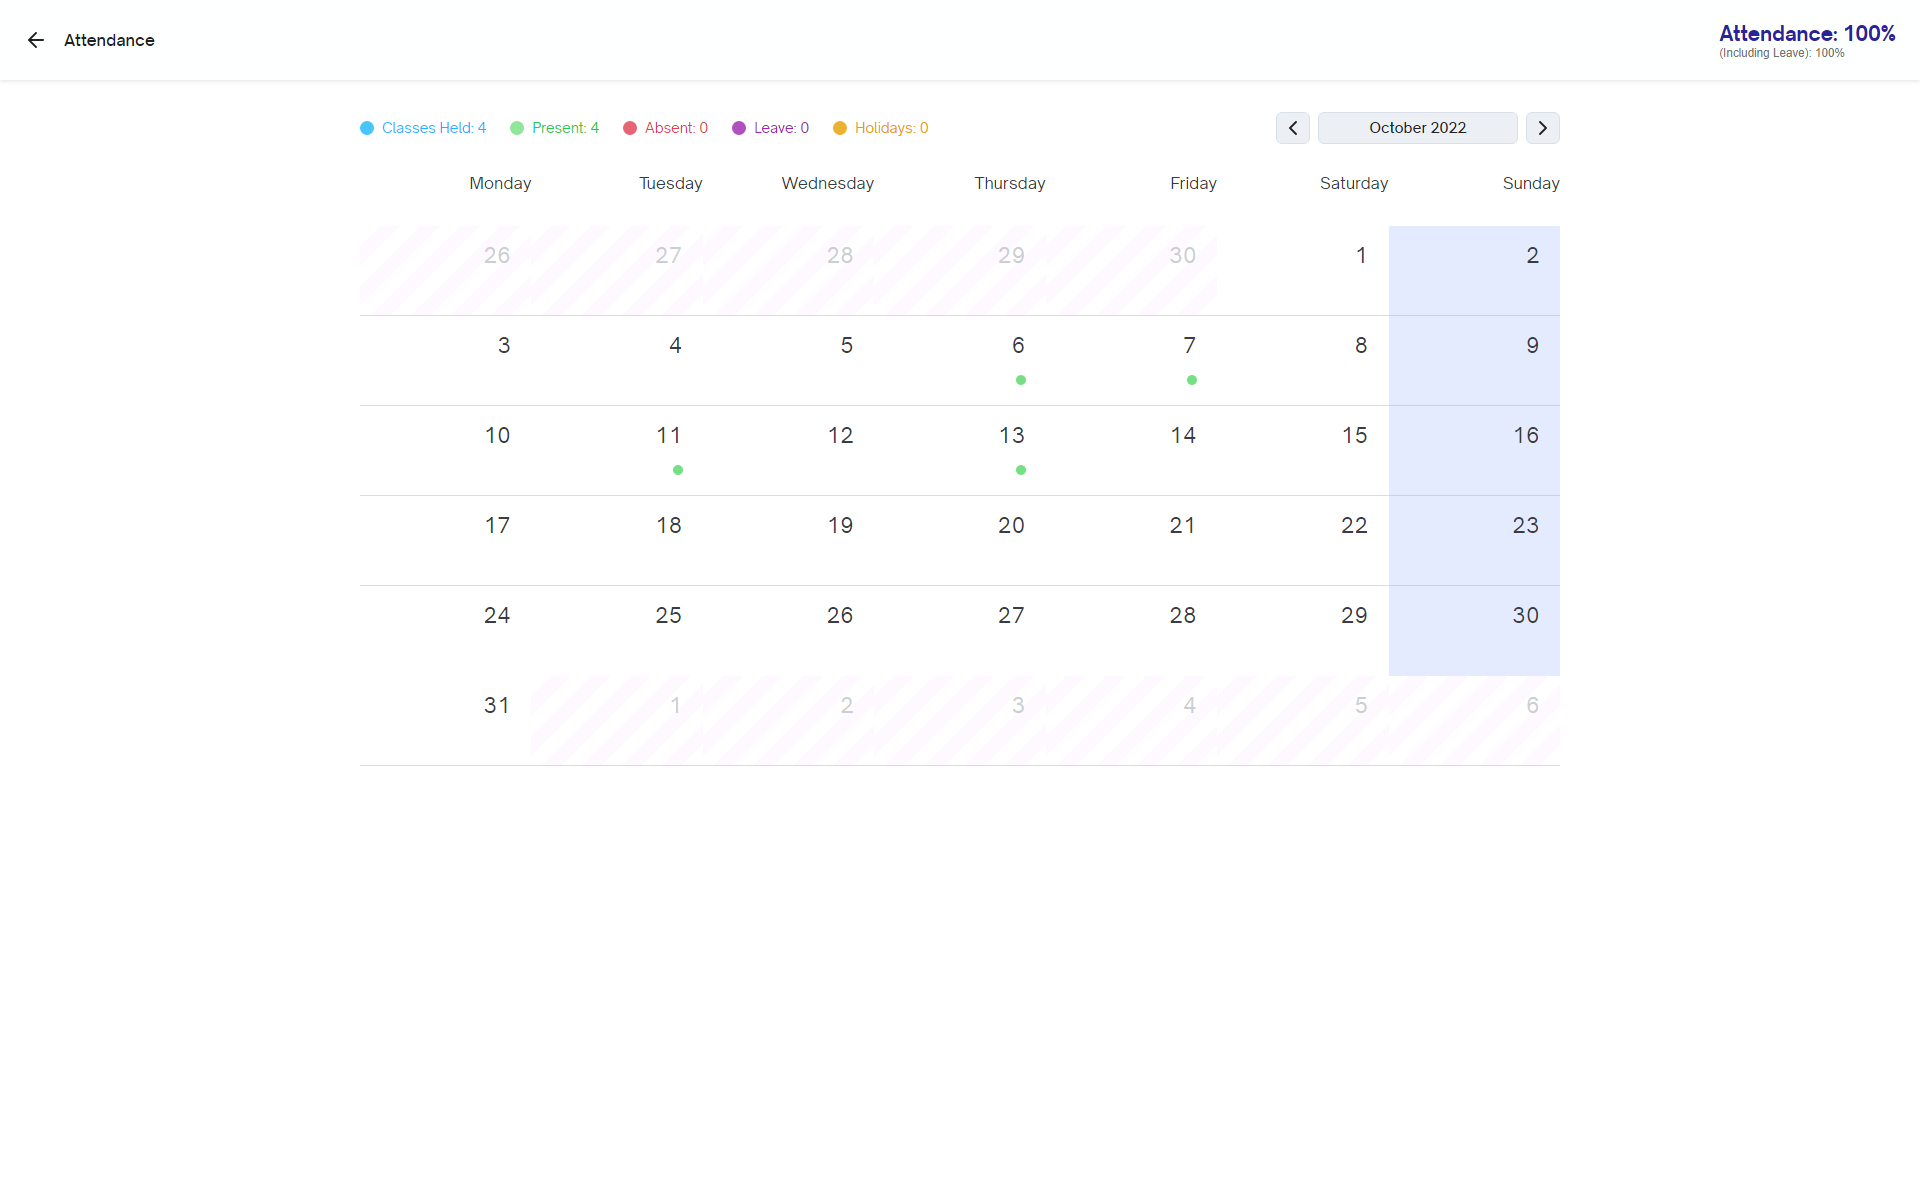 Attendance
Attendance: 100%
(Including Leave): 100%
Classes Held: 4 Present: 4 Absent: 0 Leave: 0 Holidays: 0
October 2022
Monday Tuesday Wednesday Thursday Friday Saturday Sunday
26 27 28 29 30 1 2
3 4 5 6 7 8 9
10 11 12 13 14 15 16
17 18 19 20 21 22 23
24 25 26 27 28 29 30
31 1 2 3 4 5 6